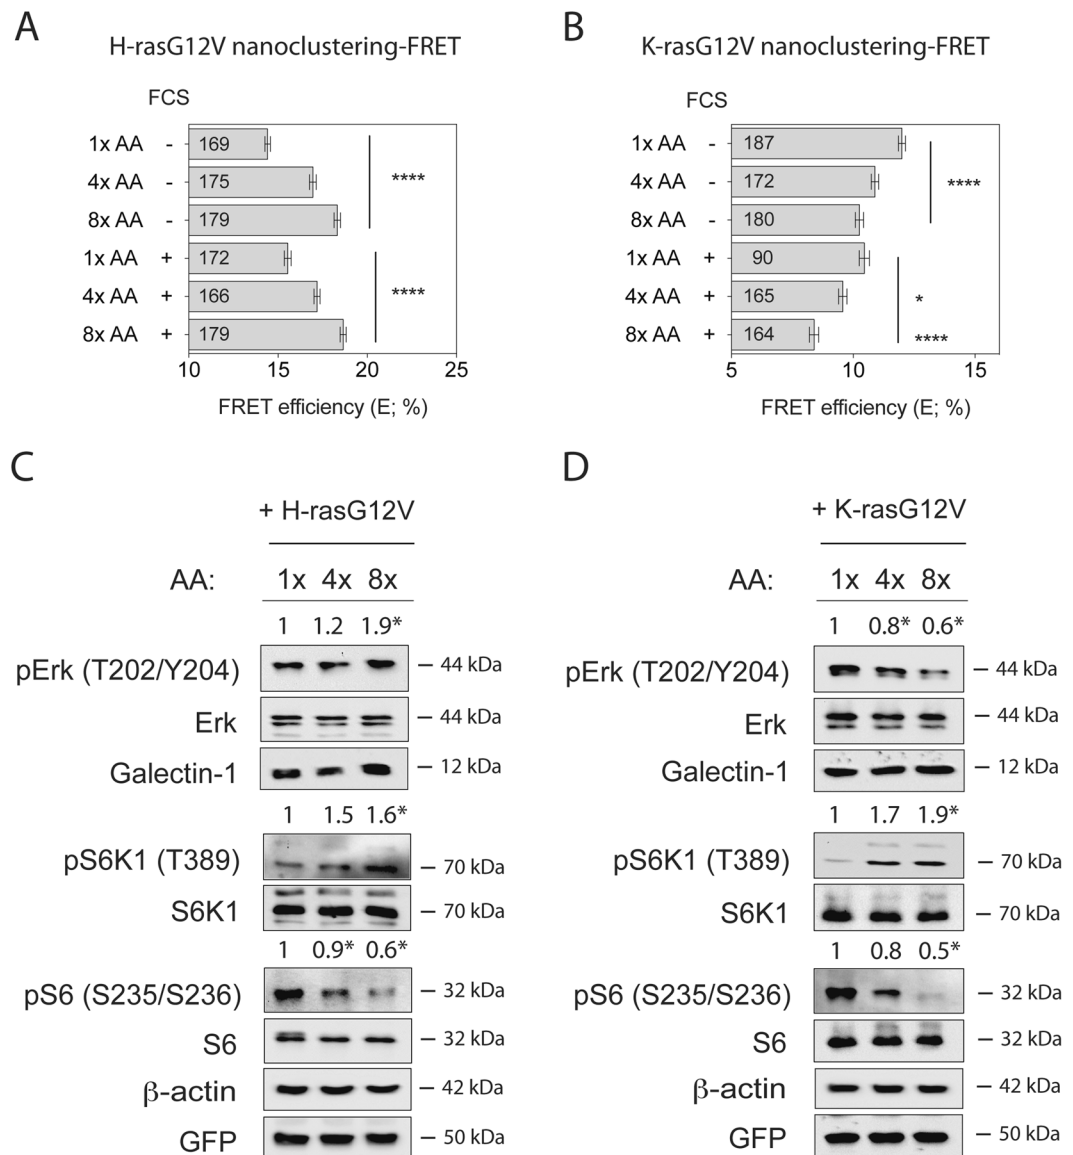 A
H-rasG12V nanoclustering-FRET
FCS
1x AA - 169
4x AA - 175 ****
8x AA - 179
1x AA + 172
4x AA + 166 ****
8x AA + 179
10 15 20 25
FRET efficiency (E; %)
B
K-rasG12V nanoclustering-FRET
FCS
1x AA - 187
4x AA - 172 ****
8x AA - 180
1x AA + 90
4x AA + 165 *
8x AA + 164 ****
5 10 15
FRET efficiency (E; %)
C
+ H-rasG12V
AA: 1x 4x 8x
1 1.2 1.9*
pErk (T202/Y204) – 44 kDa
Erk – 44 kDa
Galectin-1 – 12 kDa
1 1.5 1.6*
pS6K1 (T389) – 70 kDa
S6K1 – 70 kDa
1 0.9* 0.6*
pS6 (S235/S236) – 32 kDa
S6 – 32 kDa
β-actin – 42 kDa
GFP – 50 kDa
D
+ K-rasG12V
AA: 1x 4x 8x
1 0.8* 0.6*
pErk (T202/Y204) – 44 kDa
Erk – 44 kDa
Galectin-1 – 12 kDa
1 1.7 1.9*
pS6K1 (T389) – 70 kDa
S6K1 – 70 kDa
1 0.8 0.5*
pS6 (S235/S236) – 32 kDa
S6 – 32 kDa
β-actin – 42 kDa
GFP – 50 kDa